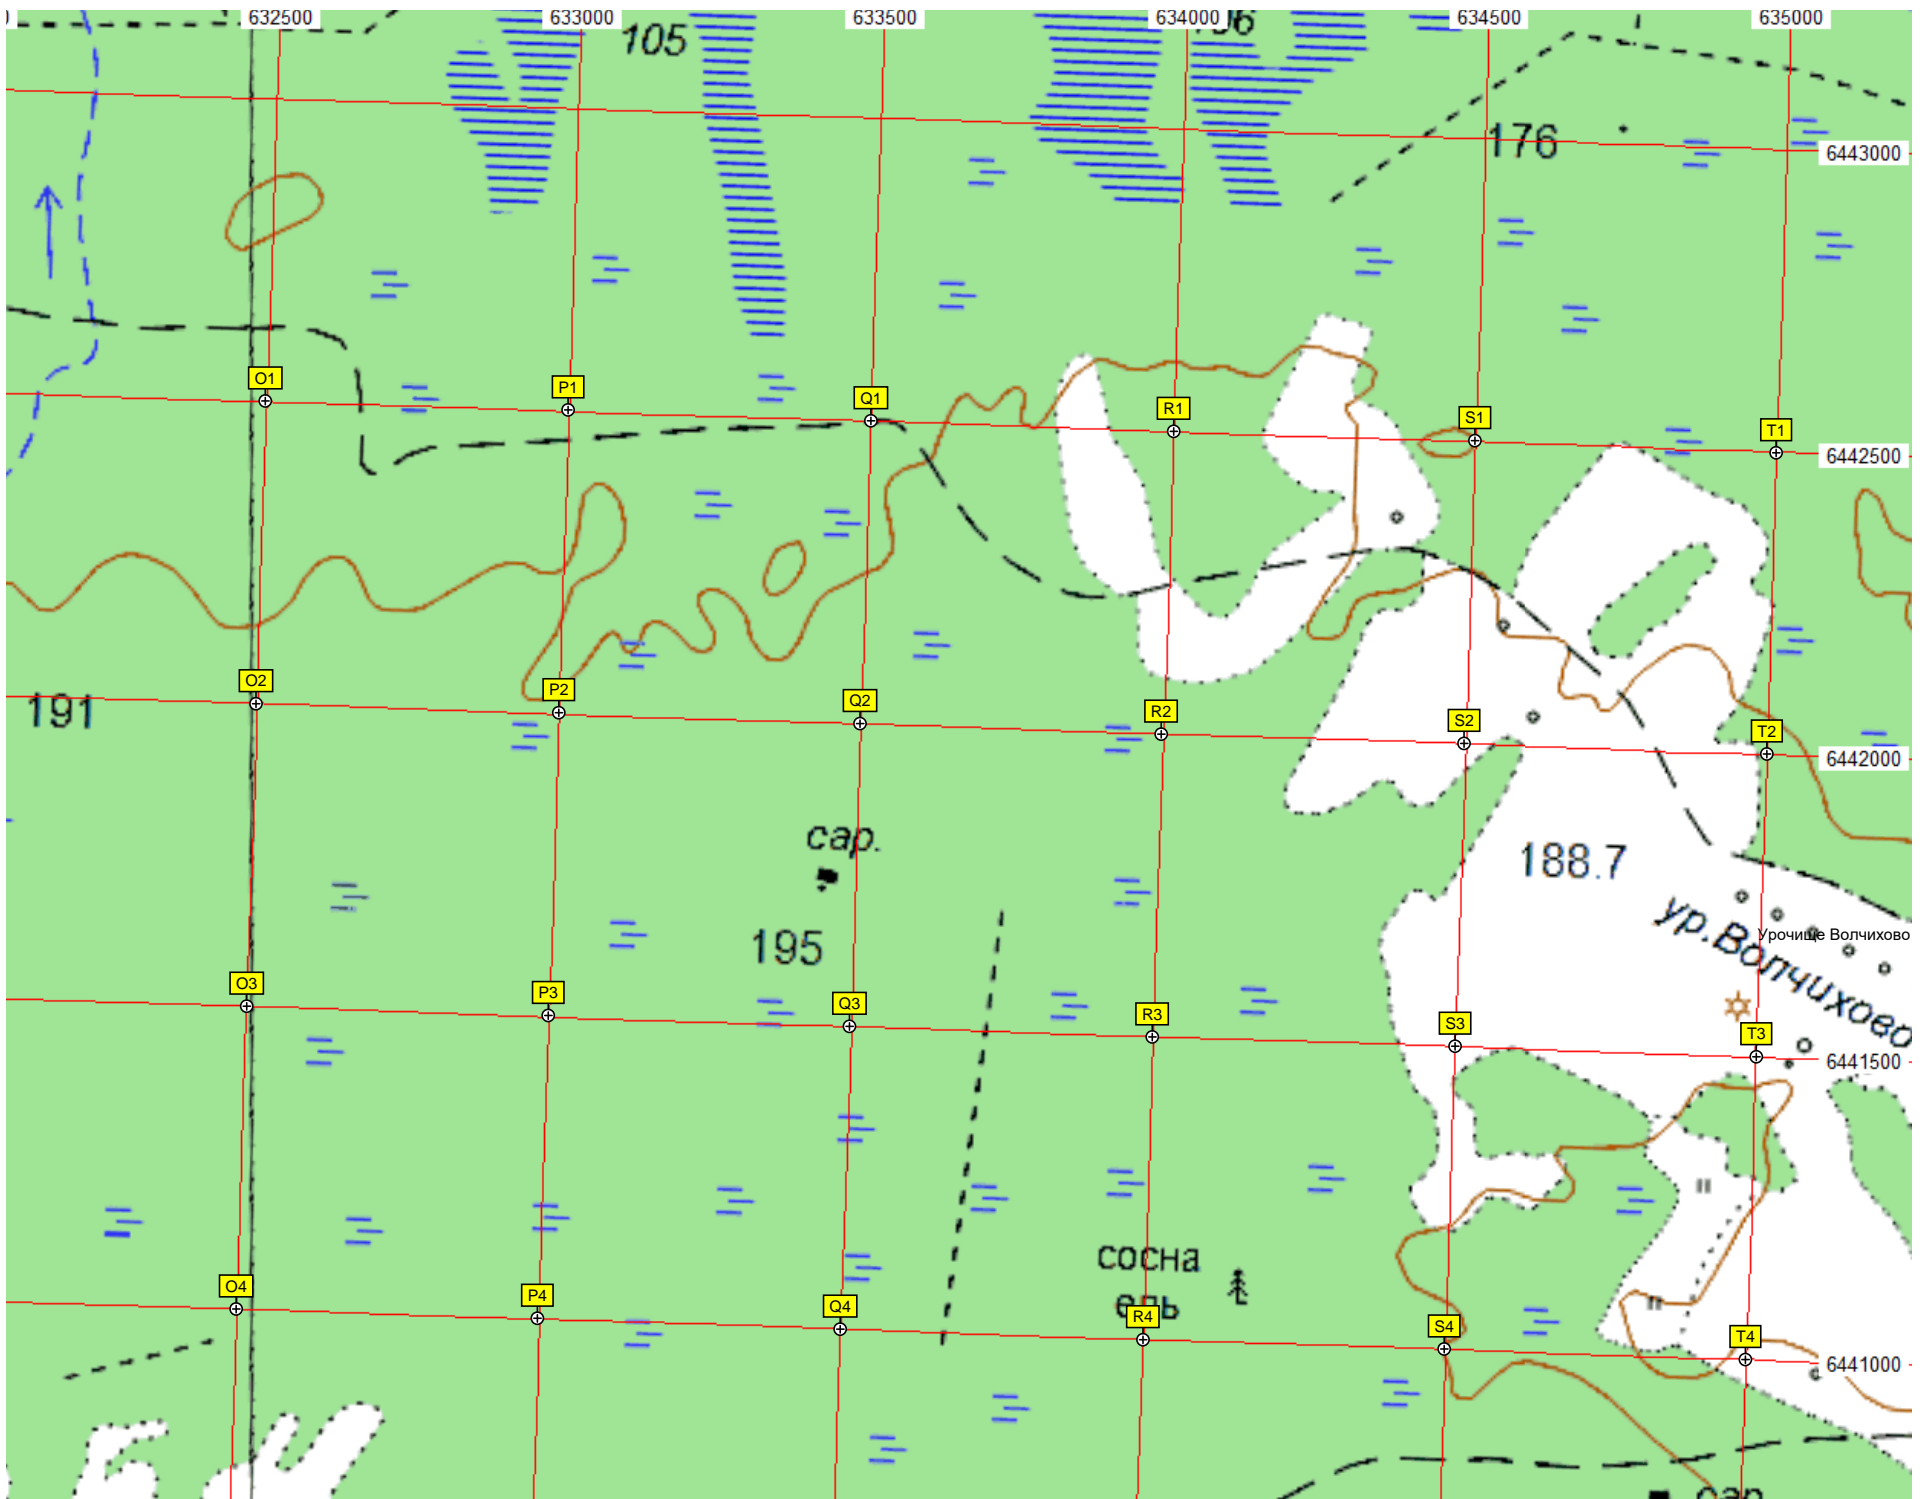 632500 633000 633500 634000 634500 635000
105
176
6443000
O1 P1 Q1 R1 S1 T1
6442500
O2 P2 Q2 R2 S2 T2
191
6442000
сар.
188.7
195
ур.Волчихово
Урочище Волчихово
O3 P3 Q3 R3 S3 T3
6441500
сосна
ель
O4 P4 Q4 R4 S4 T4
6441000